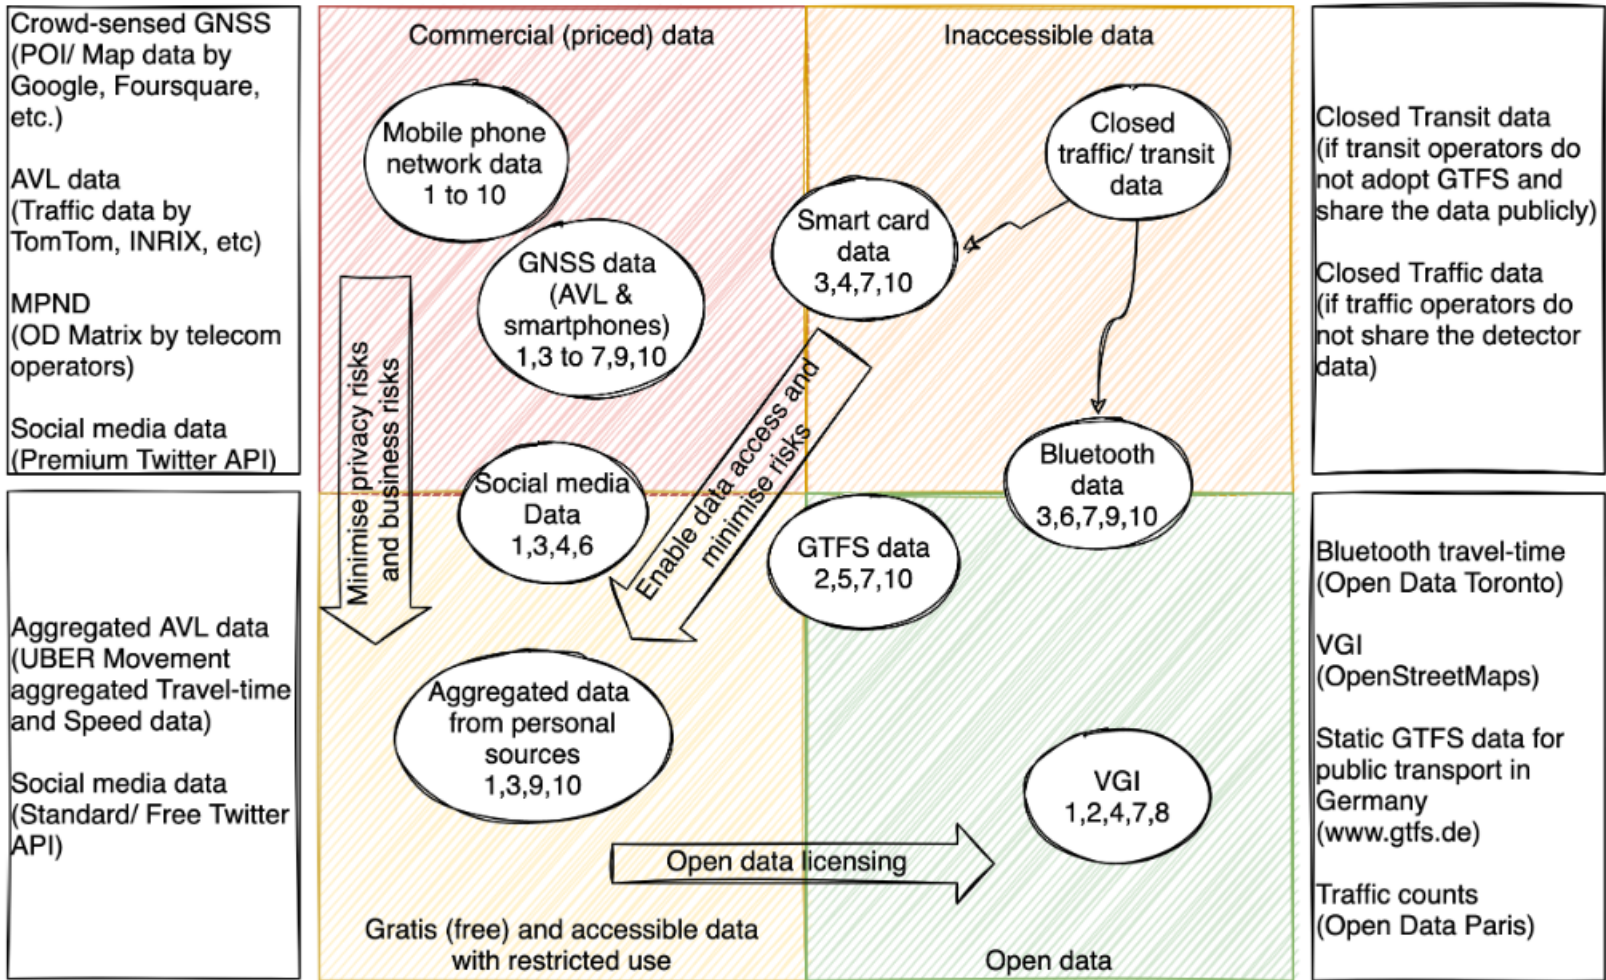 Crowd-sensed GNSS
(POI/ Map data by
Google, Foursquare,
etc.)
AVL data
(Traffic data by
TomTom, INRIX, etc)
MPND
(OD Matrix by telecom
operators)
Social media data
(Premium Twitter API)
Aggregated AVL data
(UBER Movement
aggregated Travel-time
and Speed data)
Social media data
(Standard/ Free Twitter
API)
Commercial (priced) data
Mobile phone
network data
1 to 10
GNSS data
(AVL &
smartphones)
1,3 to 7,9,10
Minimise privacy risks
and business risks
Social media
Data
1,3,4,6
Inaccessible data
Closed
traffic/ transit
data
Smart card
data
3,4,7,10
Enable data access and
minimise risks
Bluetooth
data
3,6,7,9,10
GTFS data
2,5,7,10
Aggregated data
from personal
sources
1,3,9,10
VGI
1,2,4,7,8
Open data licensing
Gratis (free) and accessible data
with restricted use
Open data
Closed Transit data
(if transit operators do
not adopt GTFS and
share the data publicly)
Closed Traffic data
(if traffic operators do
not share the detector
data)
Bluetooth travel-time
(Open Data Toronto)
VGI
(OpenStreetMaps)
Static GTFS data for
public transport in
Germany
(www.gtfs.de)
Traffic counts
(Open Data Paris)